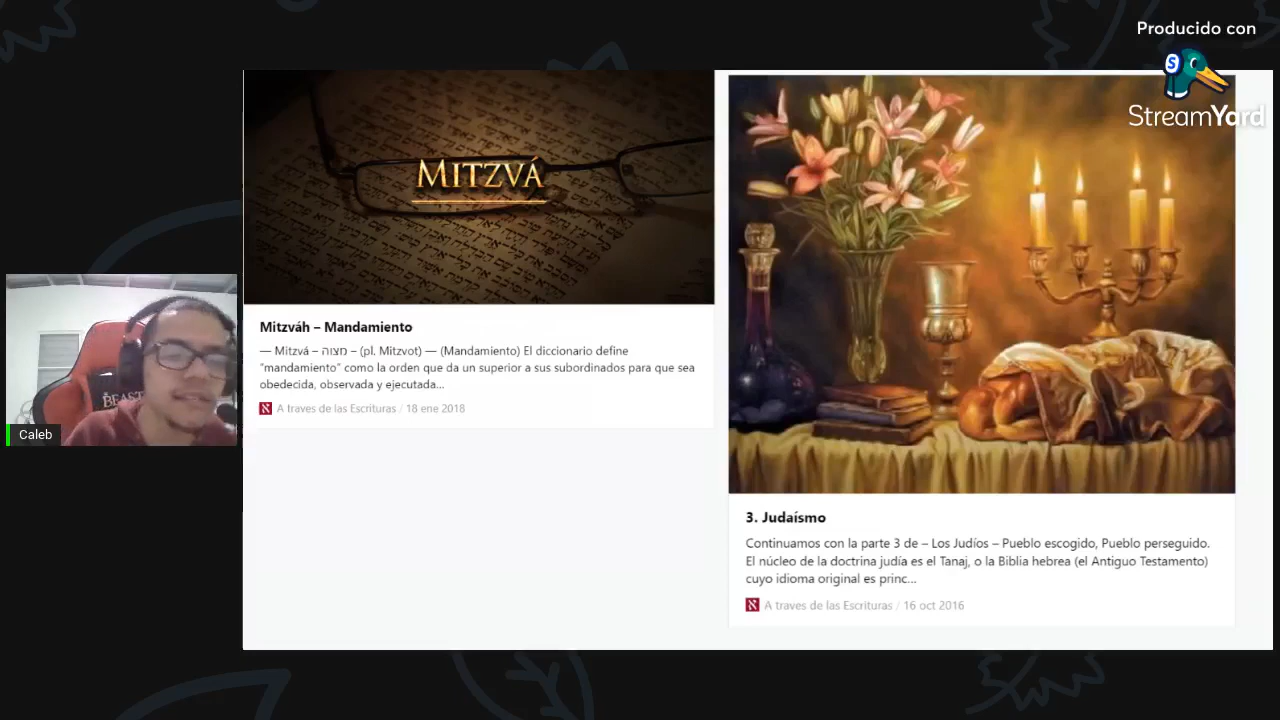 Producido con
StreamYard
MITZVÁ
Mitzváh – Mandamiento
— Mitzvá – מצוה – (pl. Mitzvot) — (Mandamiento) El diccionario define
"mandamiento" como la orden que da un superior a sus subordinados para que sea
obedecida, observada y ejecutada...
A traves de las Escrituras / 18 ene 2018
3. Judaísmo
Continuamos con la parte 3 de – Los Judíos – Pueblo escogido, Pueblo perseguido.
El núcleo de la doctrina judía es el Tanaj, o la Biblia hebrea (el Antiguo Testamento)
cuyo idioma original es princ...
A traves de las Escrituras / 16 oct 2016
Caleb